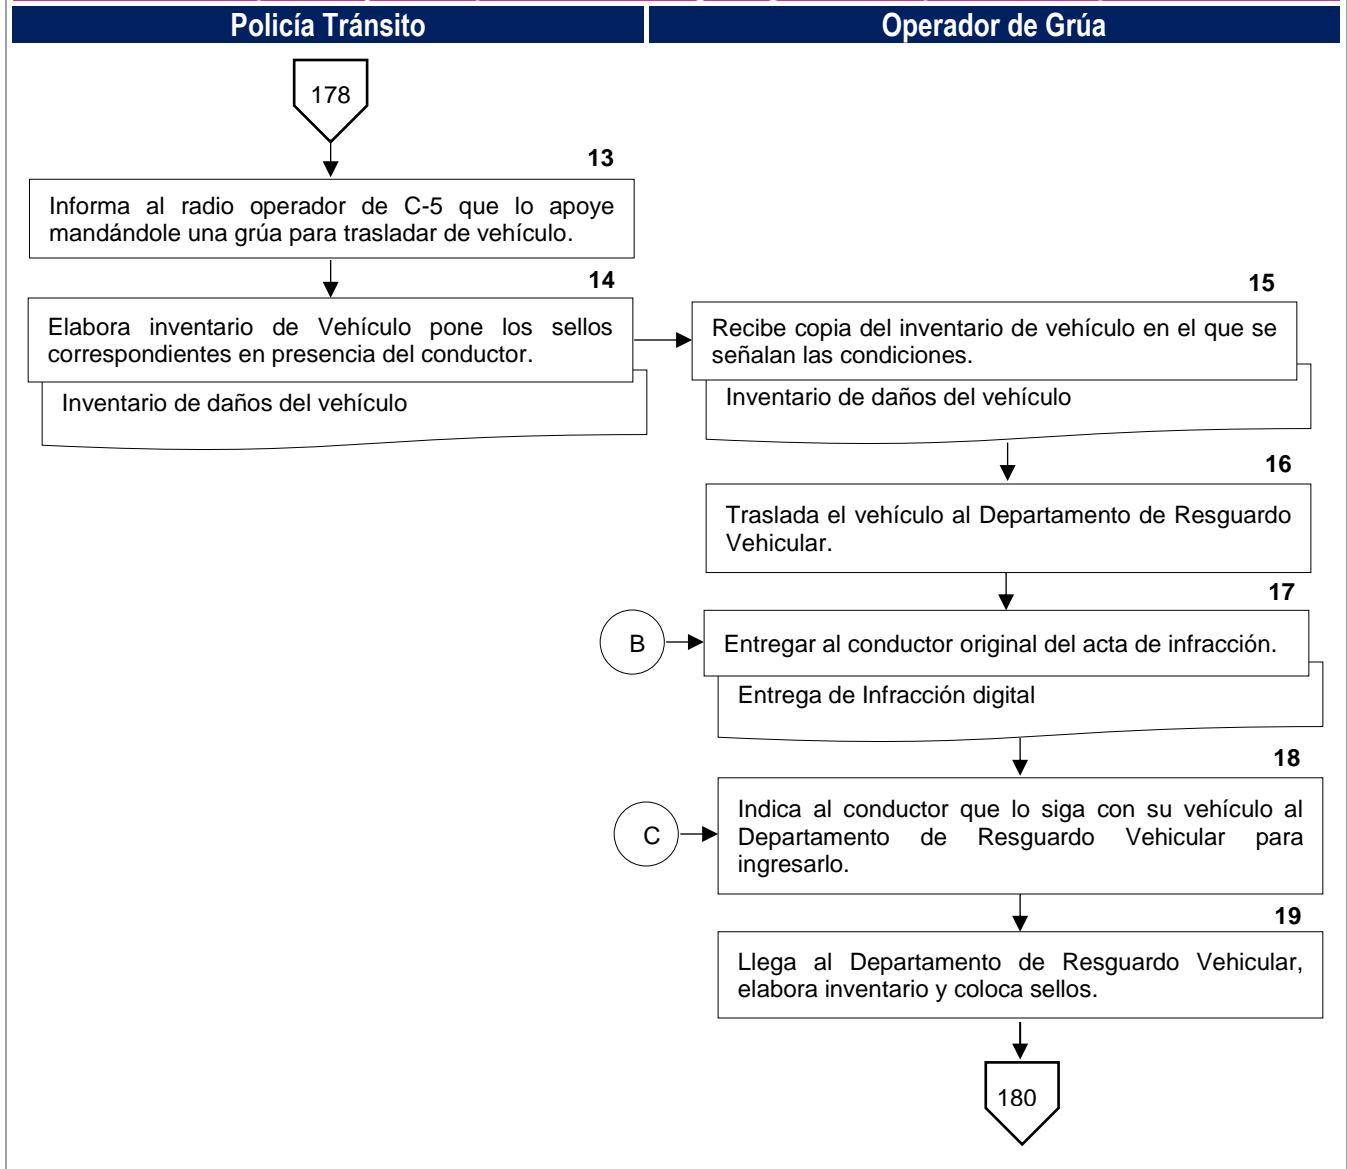 Policía Tránsito
Operador de Grúa
178
13
Informa al radio operador de C-5 que lo apoye
mandándole una grúa para trasladar de vehículo.
14
Elabora inventario de Vehículo pone los sellos
correspondientes en presencia del conductor.
Inventario de daños del vehículo
15
Recibe copia del inventario de vehículo en el que se
señalan las condiciones.
Inventario de daños del vehículo
16
Traslada el vehículo al Departamento de Resguardo
Vehicular.
17
B
Entregar al conductor original del acta de infracción.
Entrega de Infracción digital
18
C
Indica al conductor que lo siga con su vehículo al
Departamento de Resguardo Vehicular para
ingresarlo.
19
Llega al Departamento de Resguardo Vehicular,
elabora inventario y coloca sellos.
180